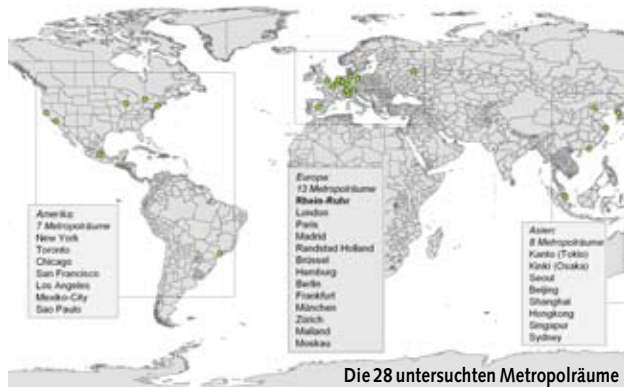 Amerika:
7 Metropolräume
New York
Toronto
Chicago
San Francisco
Los Angeles
Mexiko-City
Sao Paulo
Europa:
13 Metropolräume
Rhein-Ruhr
London
Paris
Madrid
Randstad Holland
Brüssel
Hamburg
Berlin
Frankfurt
München
Zürich
Mailand
Moskau
Asien:
8 Metropolräume
Kanto (Tokio)
Kinki (Osaka)
Seoul
Beijing
Shanghai
Hongkong
Singapur
Sydney
Die 28 untersuchten Metropolräume